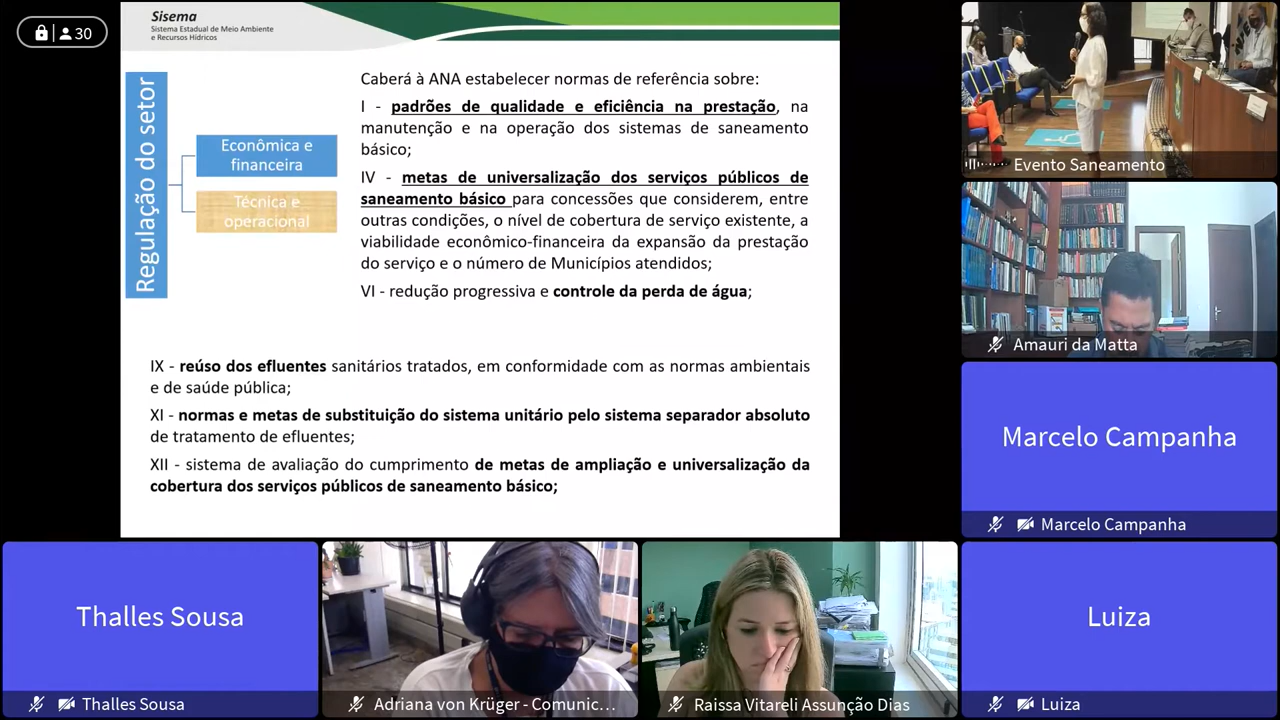 30
Sisema
Sistema Estadual de Meio Ambiente
e Recursos Hídricos
Regulação do setor
Econômica e
financeira
Técnica e
operacional
Caberá à ANA estabelecer normas de referência sobre:
I - padrões de qualidade e eficiência na prestação, na
manutenção e na operação dos sistemas de saneamento
básico;
IV - metas de universalização dos serviços públicos de
saneamento básico para concessões que considerem, entre
outras condições, o nível de cobertura de serviço existente, a
viabilidade econômico-financeira da expansão da prestação
do serviço e o número de Municípios atendidos;
VI - redução progressiva e controle da perda de água;
IX - reúso dos efluentes sanitários tratados, em conformidade com as normas ambientais
e de saúde pública;
XI - normas e metas de substituição do sistema unitário pelo sistema separador absoluto
de tratamento de efluentes;
XII - sistema de avaliação do cumprimento de metas de ampliação e universalização da
cobertura dos serviços públicos de saneamento básico;
Evento Saneamento
Amauri da Matta
Marcelo Campanha
Marcelo Campanha
Thalles Sousa
Thalles Sousa
Adriana von Krüger - Comunic...
Raissa Vitareli Assunção Dias
Luiza
Luiza